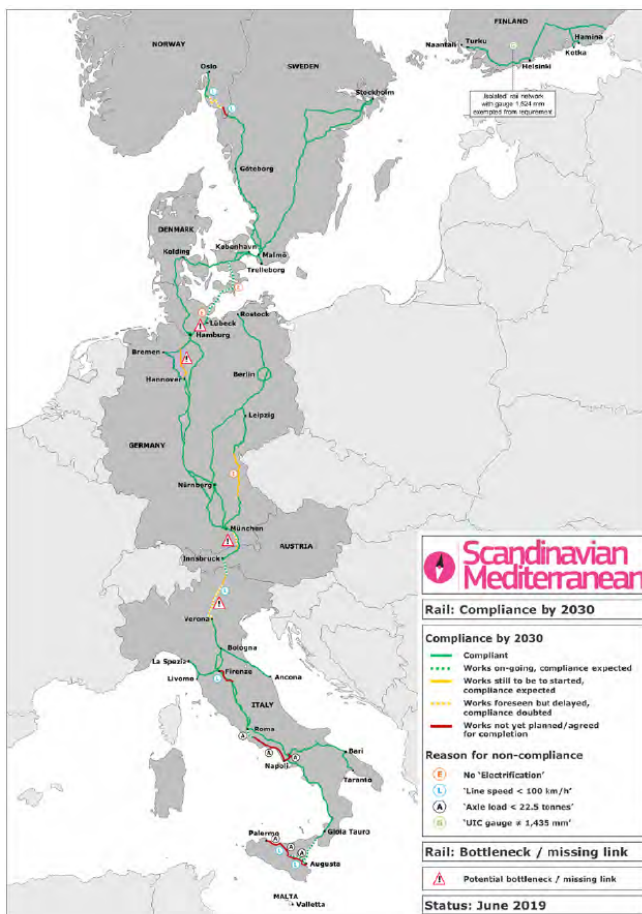 FINLAND
NORWAY
SWEDEN
Naantali
Turku
Hamina
Kotka
Helsinki
Oslo
Stockholm
'Isolated' rail network
with gauge 1,524 mm
exempted from requirement
G
L
L
Göteborg
DENMARK
København
Kolding
Malmö
Trelleborg
E
E
Rostock
Lübeck
Hamburg
Bremen
Berlin
Hannover
Leipzig
GERMANY
E
Nürnberg
München
AUSTRIA
Innsbruck
L
Verona
Bologna
La Spezia
Firenze
Livorno
Ancona
L
ITALY
Roma
A
A
A
Bari
Napoli
Taranto
Gioia Tauro
Palermo
A
A
A
L
L
Augusta
MALTA
Valletta
Scandinavian
Mediterranean
Rail: Compliance by 2030
Compliance by 2030
Compliant
Works on-going, compliance expected
Works still to be to started,
compliance expected
Works foreseen but delayed,
compliance doubted
Works not yet planned/agreed
for completion
Reason for non-compliance
E No 'Electrification'
L 'Line speed < 100 km/h'
A 'Axle load < 22.5 tonnes'
G 'UIC gauge ≠ 1,435 mm'
Rail: Bottleneck / missing link
! Potential bottleneck / missing link
Status: June 2019